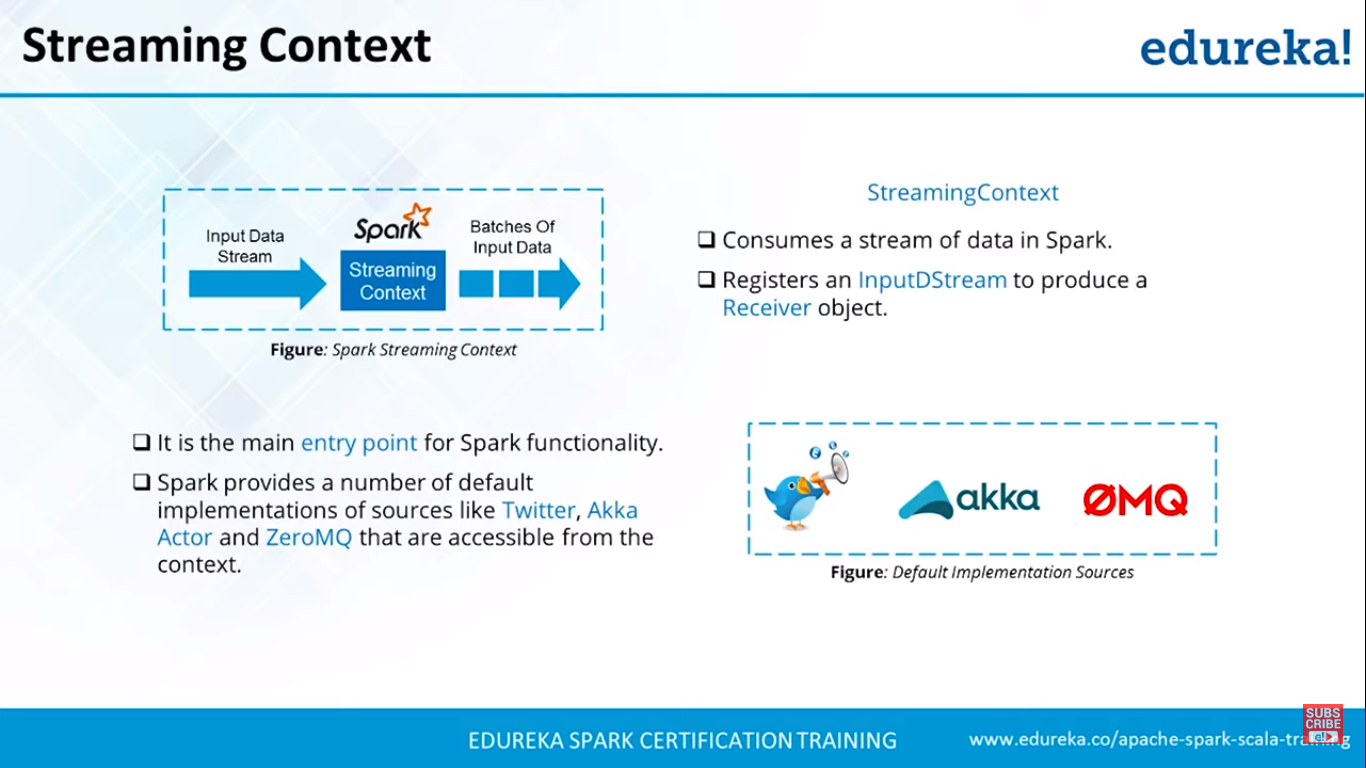 Streaming Context
edureka!
Input Data
Stream
Spark
Streaming
Context
Batches Of
Input Data
Figure: Spark Streaming Context
StreamingContext
❑ Consumes a stream of data in Spark.
❑ Registers an InputDStream to produce a
Receiver object.
❑ It is the main entry point for Spark functionality.
❑ Spark provides a number of default
implementations of sources like Twitter, Akka
Actor and ZeroMQ that are accessible from the
context.
akka
ØMQ
Figure: Default Implementation Sources
EDUREKA SPARK CERTIFICATION TRAINING
www.edureka.co/apache-spark-scala-training
SUBS
CRIBE
e!